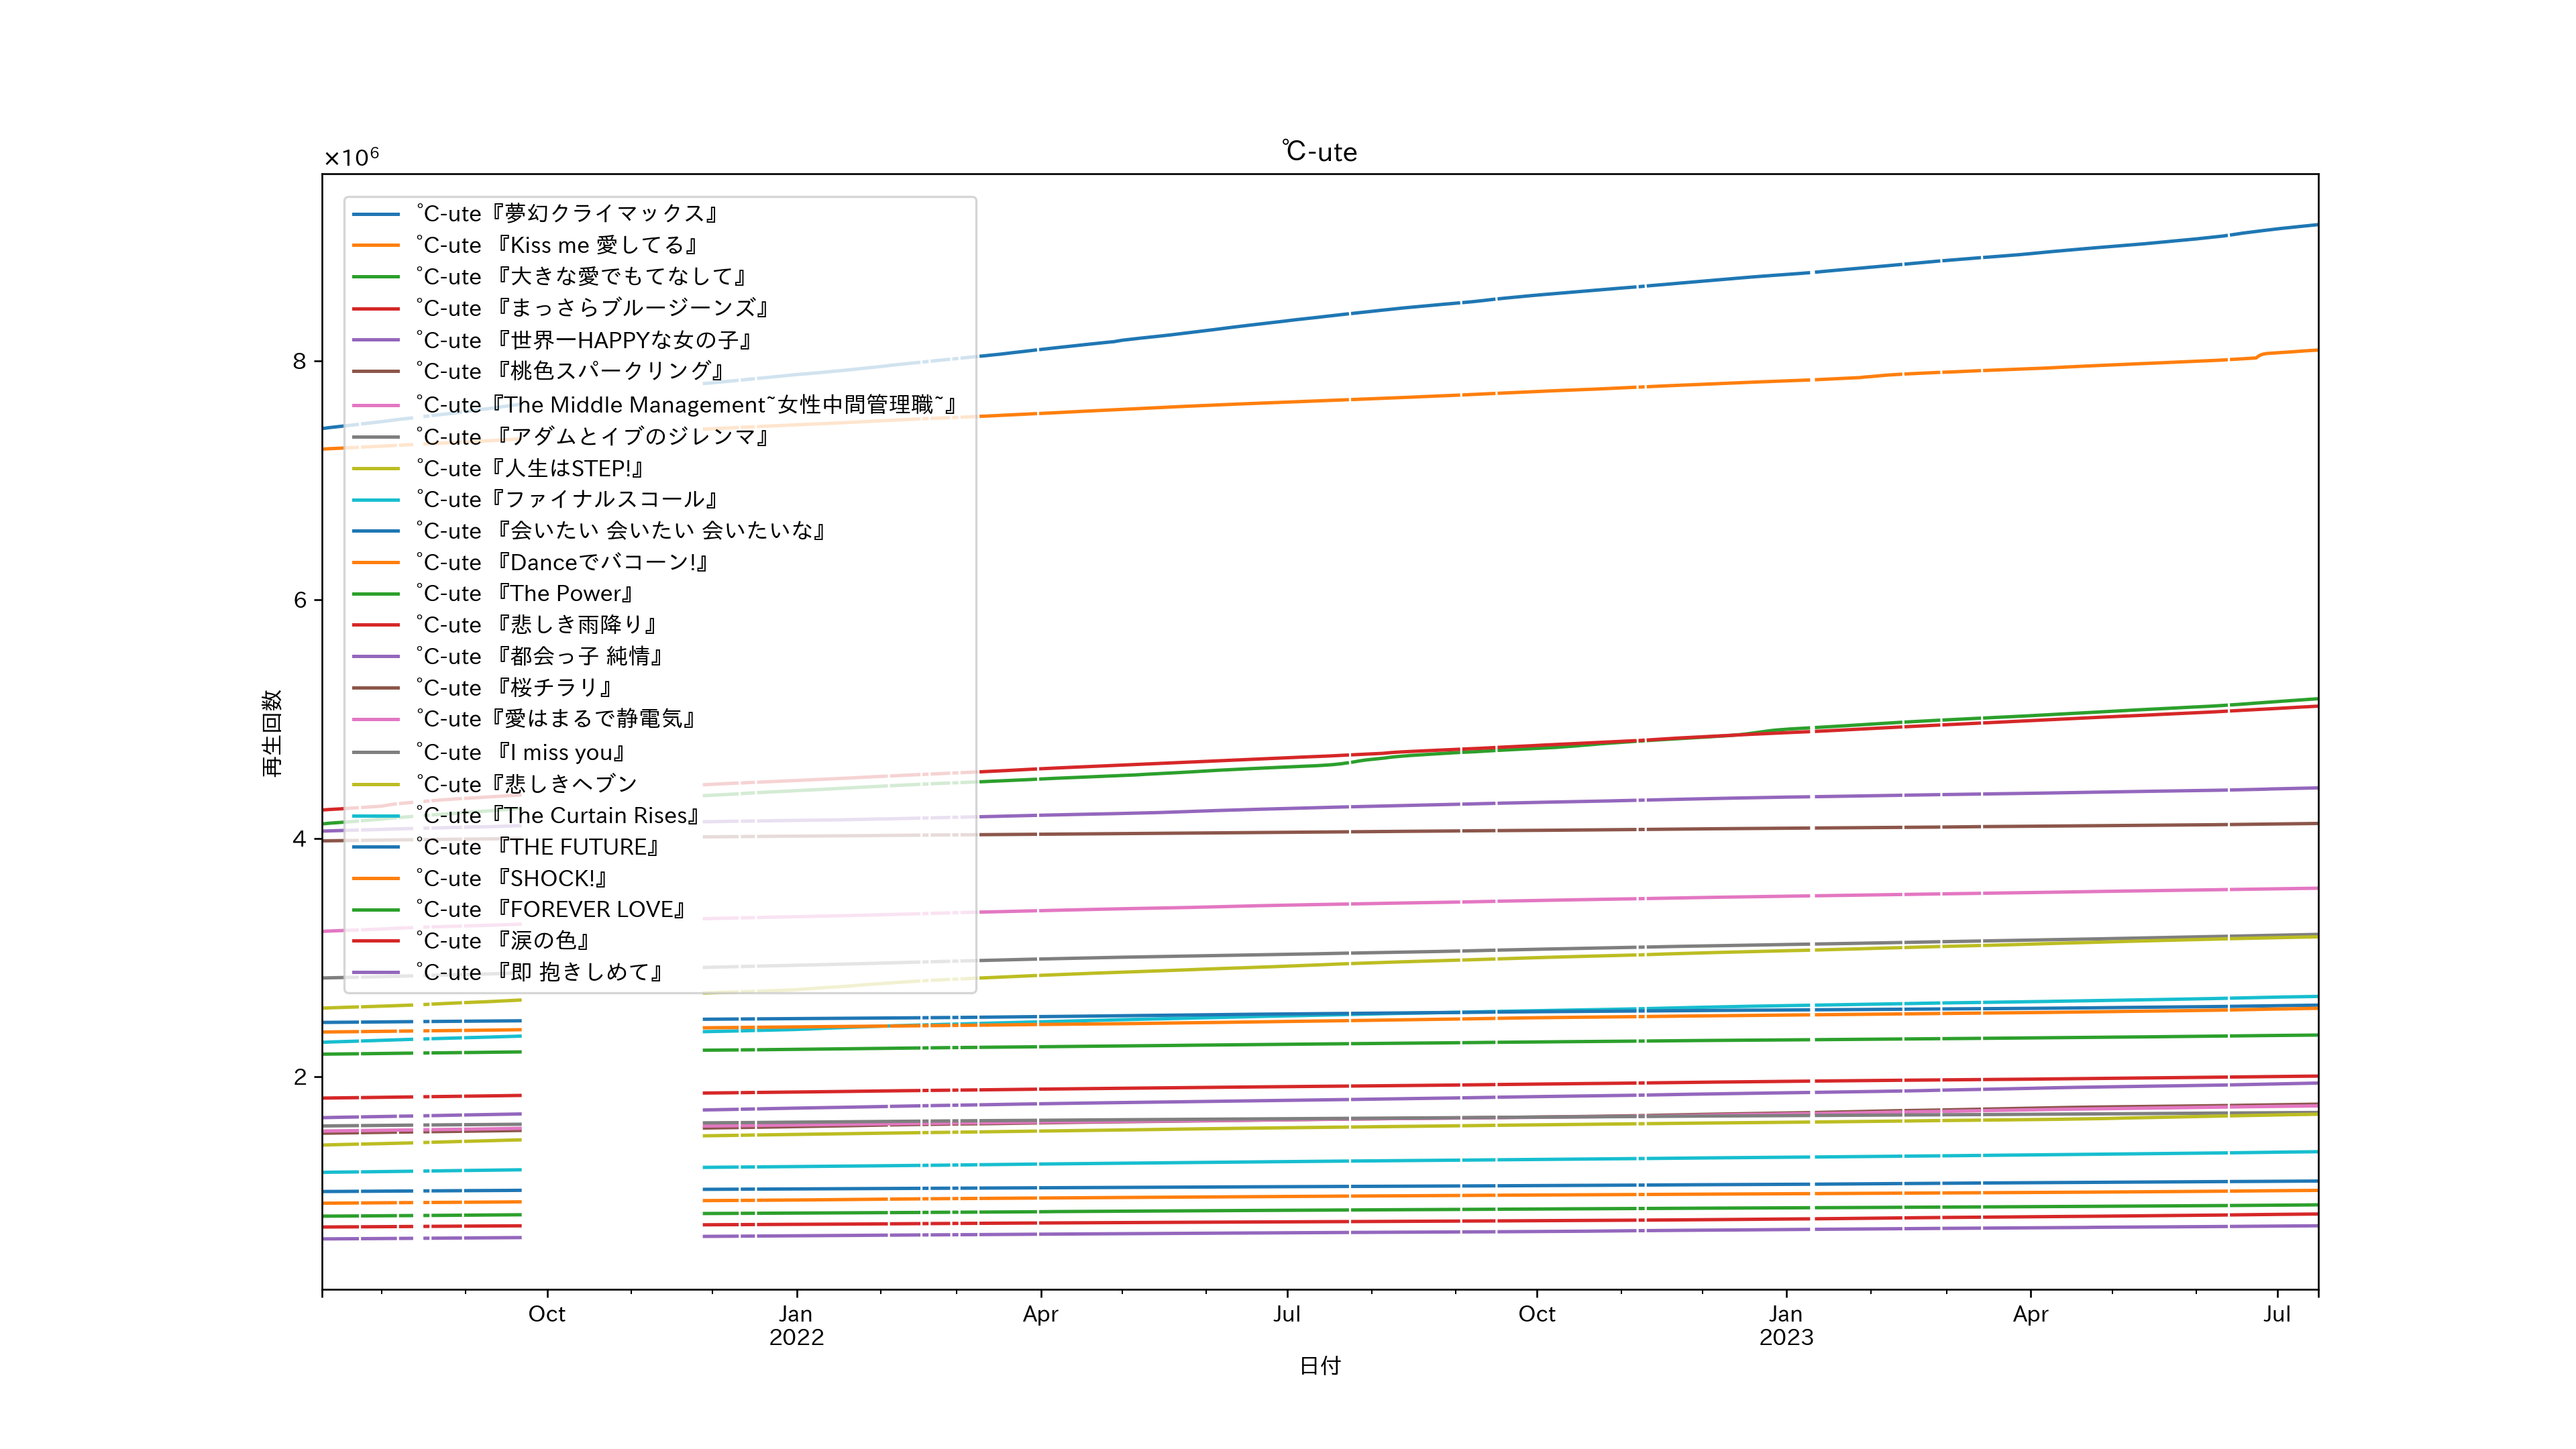 ℃-ute
×10⁶
℃-ute『夢幻クライマックス』
℃-ute 『Kiss me 愛してる』
℃-ute 『大きな愛でもてなして』
℃-ute 『まっさらブルージーンズ』
℃-ute 『世界一HAPPYな女の子』
℃-ute 『桃色スパークリング』
℃-ute『The Middle Management~女性中間管理職~』
℃-ute 『アダムとイブのジレンマ』
℃-ute『人生はSTEP!』
℃-ute『ファイナルスコール』
℃-ute 『会いたい 会いたい 会いたいな』
℃-ute 『Danceでバコーン!』
℃-ute 『The Power』
℃-ute 『悲しき雨降り』
℃-ute 『都会っ子 純情』
℃-ute 『桜チラリ』
℃-ute『愛はまるで静電気』
℃-ute 『I miss you』
℃-ute『悲しきヘブン
℃-ute『The Curtain Rises』
℃-ute 『THE FUTURE』
℃-ute 『SHOCK!』
℃-ute 『FOREVER LOVE』
℃-ute 『涙の色』
℃-ute 『即 抱きしめて』
8
6
4
2
再生回数
Oct
Jan
2022
Apr
Jul
Oct
Jan
2023
Apr
Jul
日付